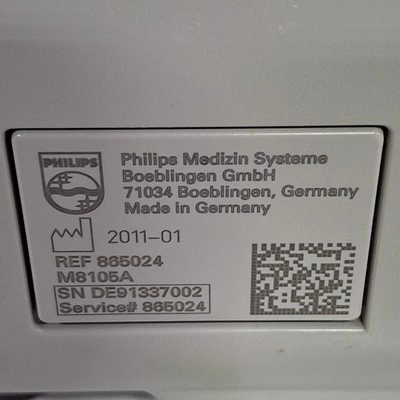 PHILIPS
Philips Medizin Systeme
Boeblingen GmbH
71034 Boeblingen, Germany
Made in Germany
2011-01
REF 865024
M8105A
SN DE91337002
Service# 865024